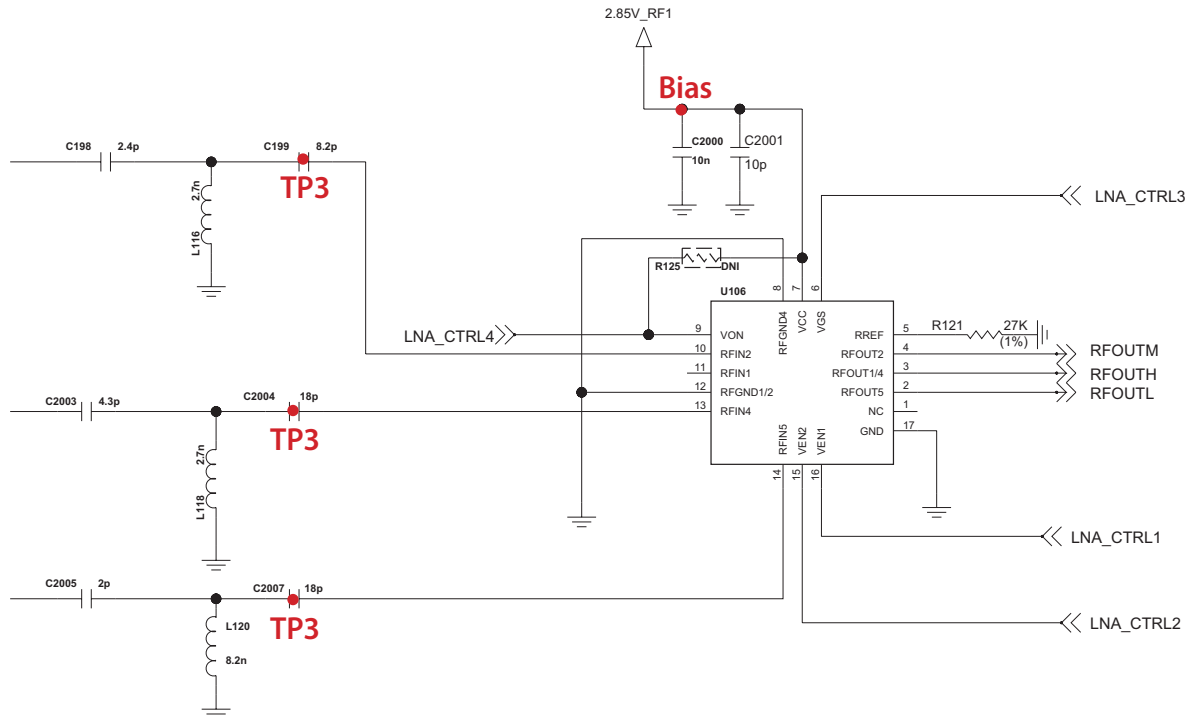 2.85V_RF1
Bias
C2000
10n
C2001
10p
C198 2.4p
C199 8.2p
TP3
2.7n
L116
LNA_CTRL3
R125 DNI
U106
8 7 6
RFGND4 VCC VGS
LNA_CTRL4
9 VON
10 RFIN2
11 RFIN1
12 RFGND1/2
13 RFIN4
RREF 5
R121 27K
(1%)
RFOUT2 4 RFOUTM
RFOUT1/4 3 RFOUTH
RFOUT5 2 RFOUTL
NC 1
GND 17
RFIN5 VEN2 VEN1
14 15 16
C2003 4.3p
C2004 18p
TP3
2.7n
L118
LNA_CTRL1
C2005 2p
C2007 18p
TP3
L120
8.2n
LNA_CTRL2